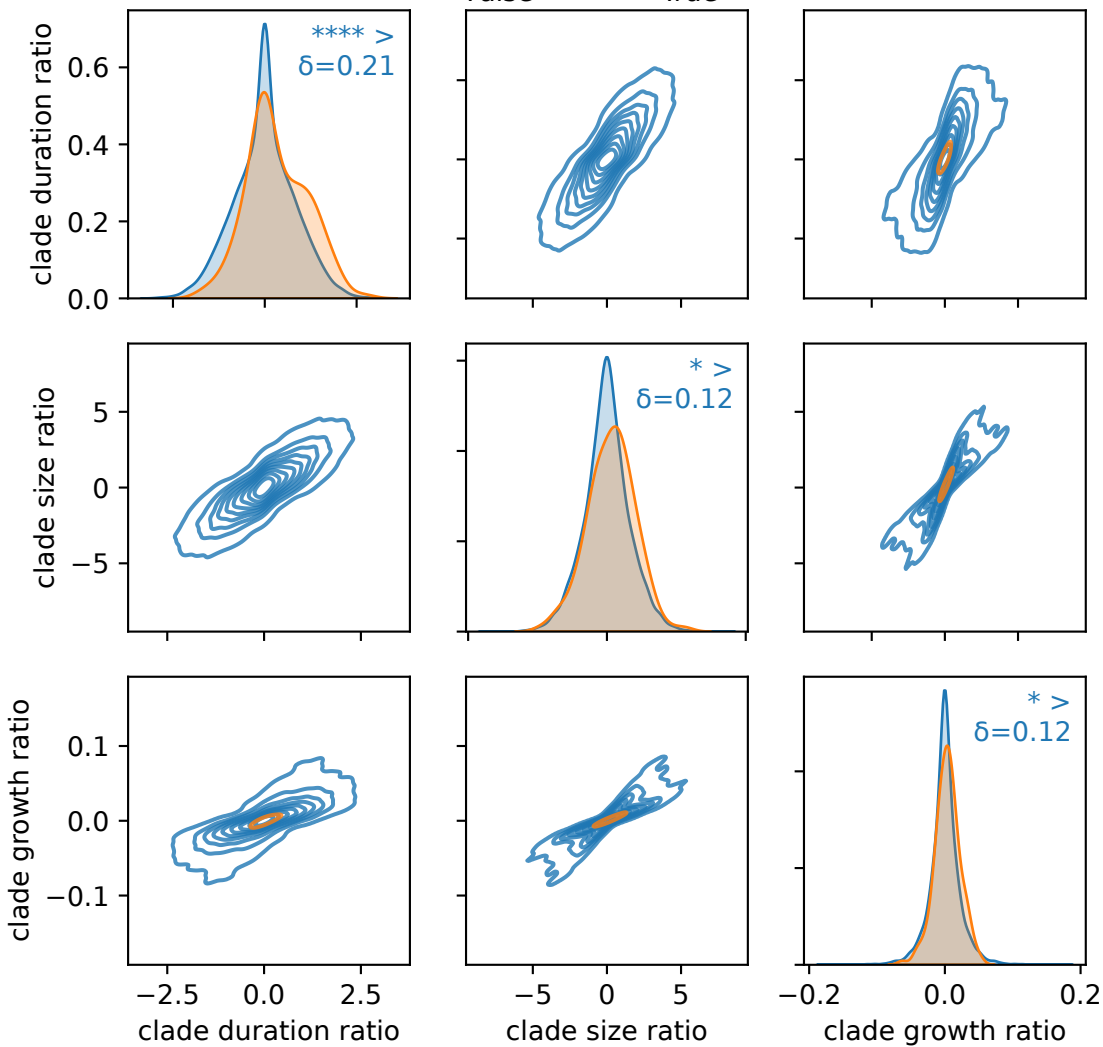 **** >
δ=0.21
clade duration ratio
0.6
0.4
0.2
0.0
* >
δ=0.12
clade size ratio
5
0
−5
* >
δ=0.12
clade growth ratio
0.1
0.0
−0.1
−2.5 0.0 2.5
clade duration ratio
−5 0 5
clade size ratio
−0.2 0.0 0.2
clade growth ratio